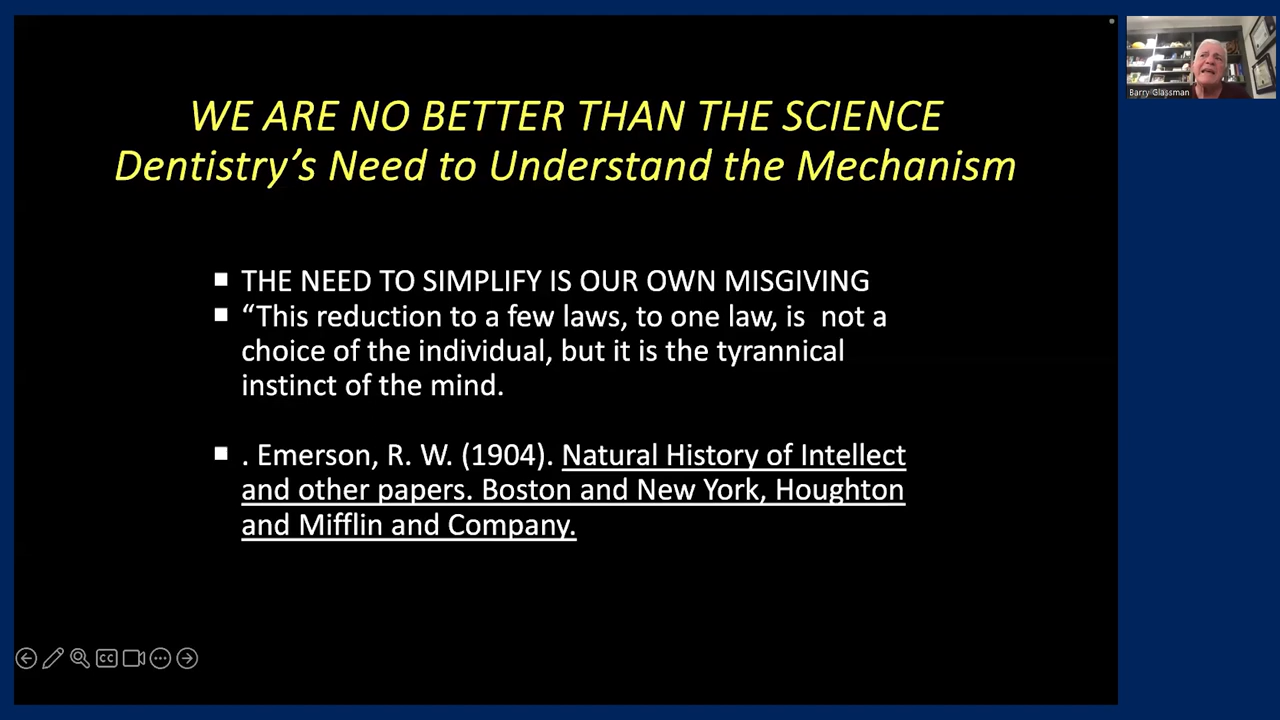 WE ARE NO BETTER THAN THE SCIENCE
Dentistry’s Need to Understand the Mechanism
THE NEED TO SIMPLIFY IS OUR OWN MISGIVING
“This reduction to a few laws, to one law, is  not a
choice of the individual, but it is the tyrannical
instinct of the mind.
. Emerson, R. W. (1904). Natural History of Intellect
and other papers. Boston and New York, Houghton
and Mifflin and Company.
Barry Glassman
CC